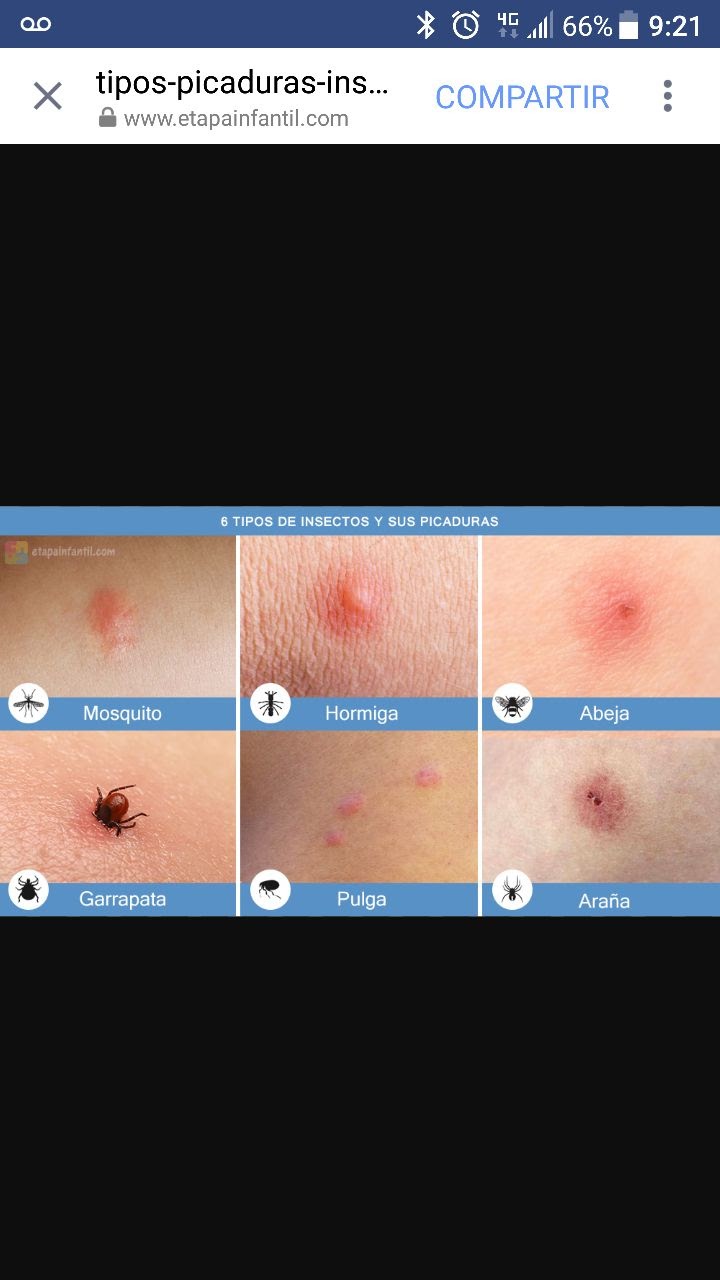 4G 66% 9:21
tipos-picaduras-ins...
COMPARTIR
www.etapainfantil.com
6 TIPOS DE INSECTOS Y SUS PICADURAS
etapainfantil.com
Mosquito
Hormiga
Abeja
Garrapata
Pulga
Araña